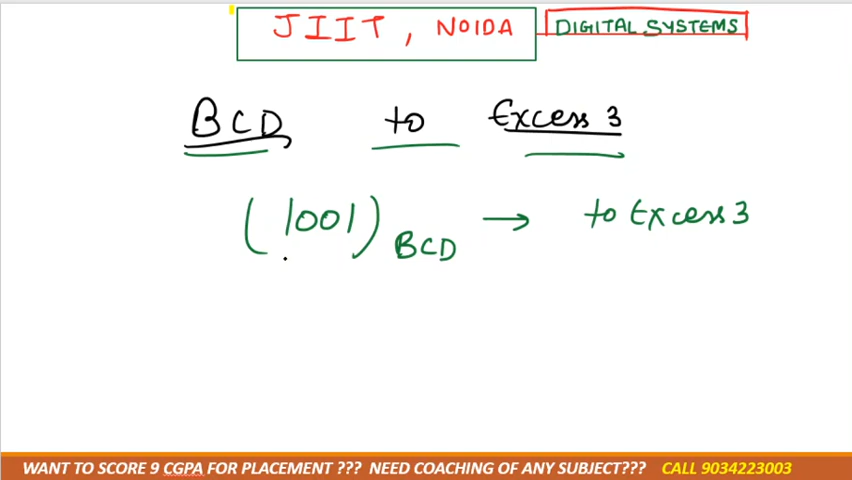 JIIT, NOIDA DIGITAL SYSTEMS
BCD to Excess 3
(1001)BCD → to Excess 3
WANT TO SCORE 9 CGPA FOR PLACEMENT ??? NEED COACHING OF ANY SUBJECT??? CALL 9034223003